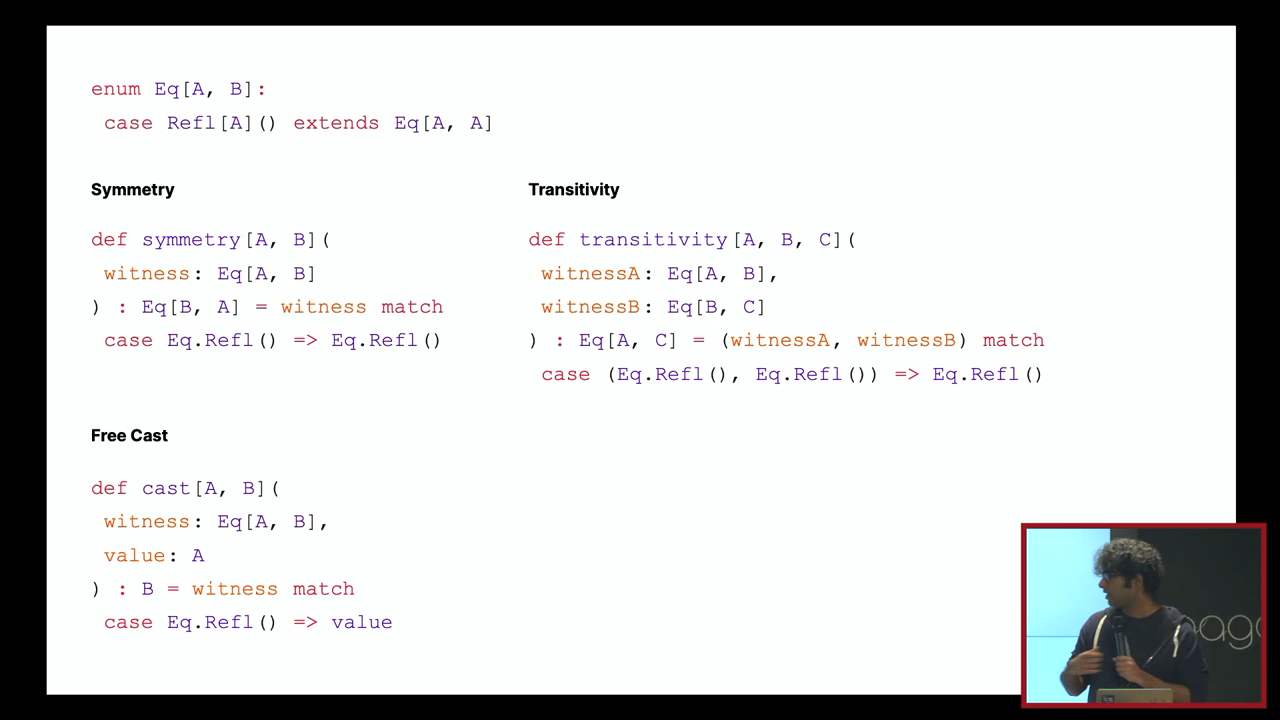 enum Eq[A, B]:
case Refl[A]() extends Eq[A, A]
Symmetry
def symmetry[A, B](
witness: Eq[A, B]
) : Eq[B, A] = witness match
case Eq.Refl() => Eq.Refl()
Transitivity
def transitivity[A, B, C](
witnessA: Eq[A, B],
witnessB: Eq[B, C]
) : Eq[A, C] = (witnessA, witnessB) match
case (Eq.Refl(), Eq.Refl()) => Eq.Refl()
Free Cast
def cast[A, B](
witness: Eq[A, B],
value: A
) : B = witness match
case Eq.Refl() => value